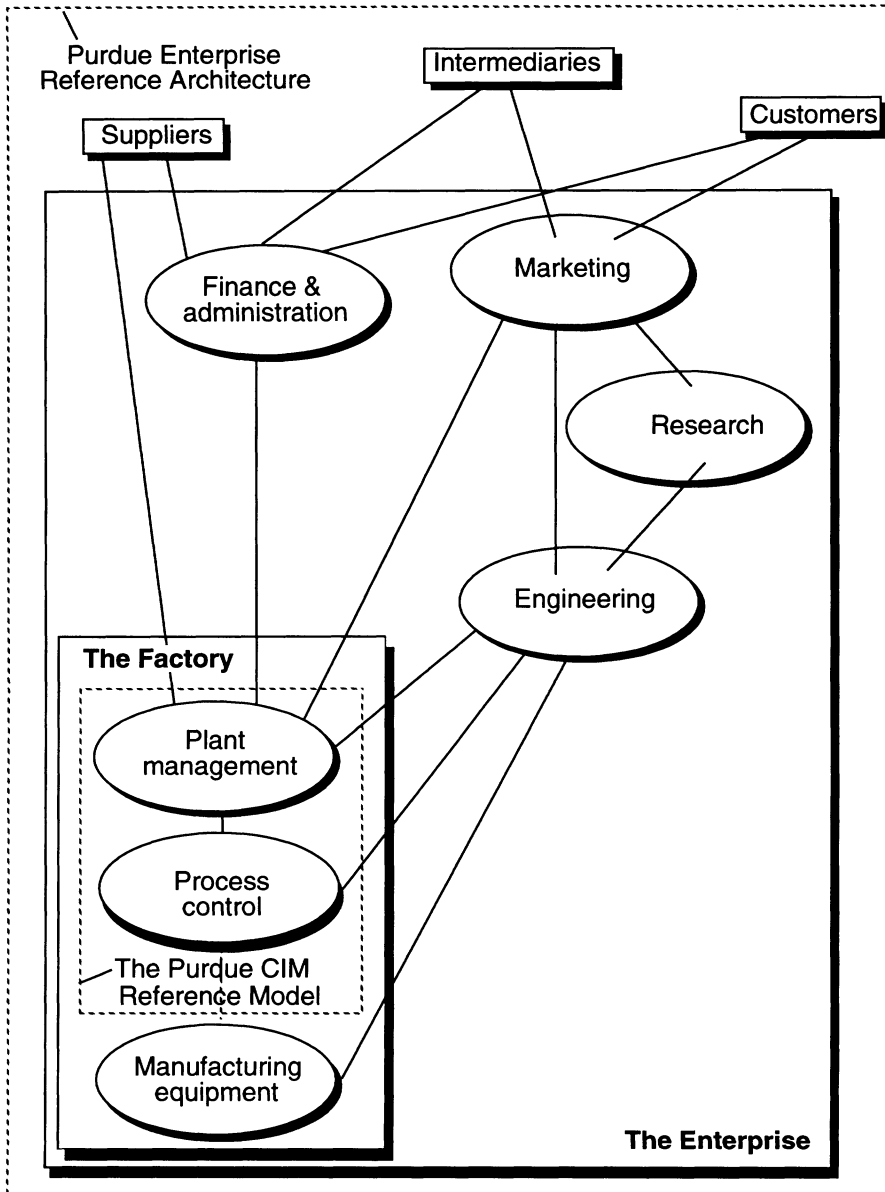 Purdue Enterprise
Reference Architecture
Intermediaries
Customers
Suppliers
Marketing
Finance &
administration
Research
Engineering
The Factory
Plant
management
Process
control
The Purdue CIM
Reference Model
Manufacturing
equipment
The Enterprise